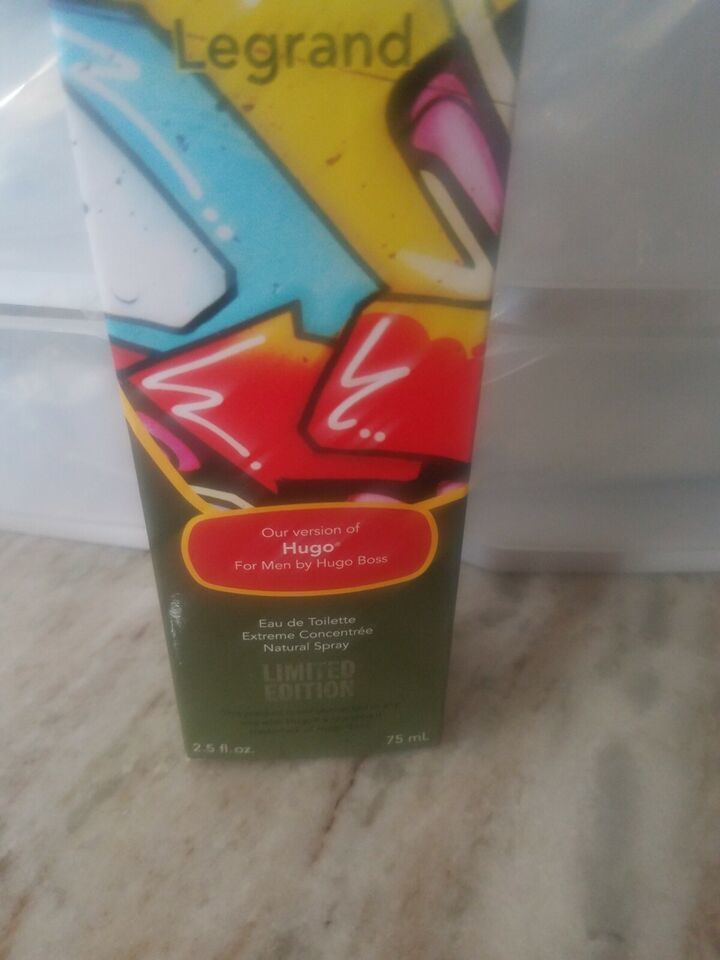 Legrand
Our version of
Hugo®
For Men by Hugo Boss
Eau de Toilette
Extreme Concentrée
Natural Spray
LIMITED
EDITION
2.5 fl.oz. 75 mL